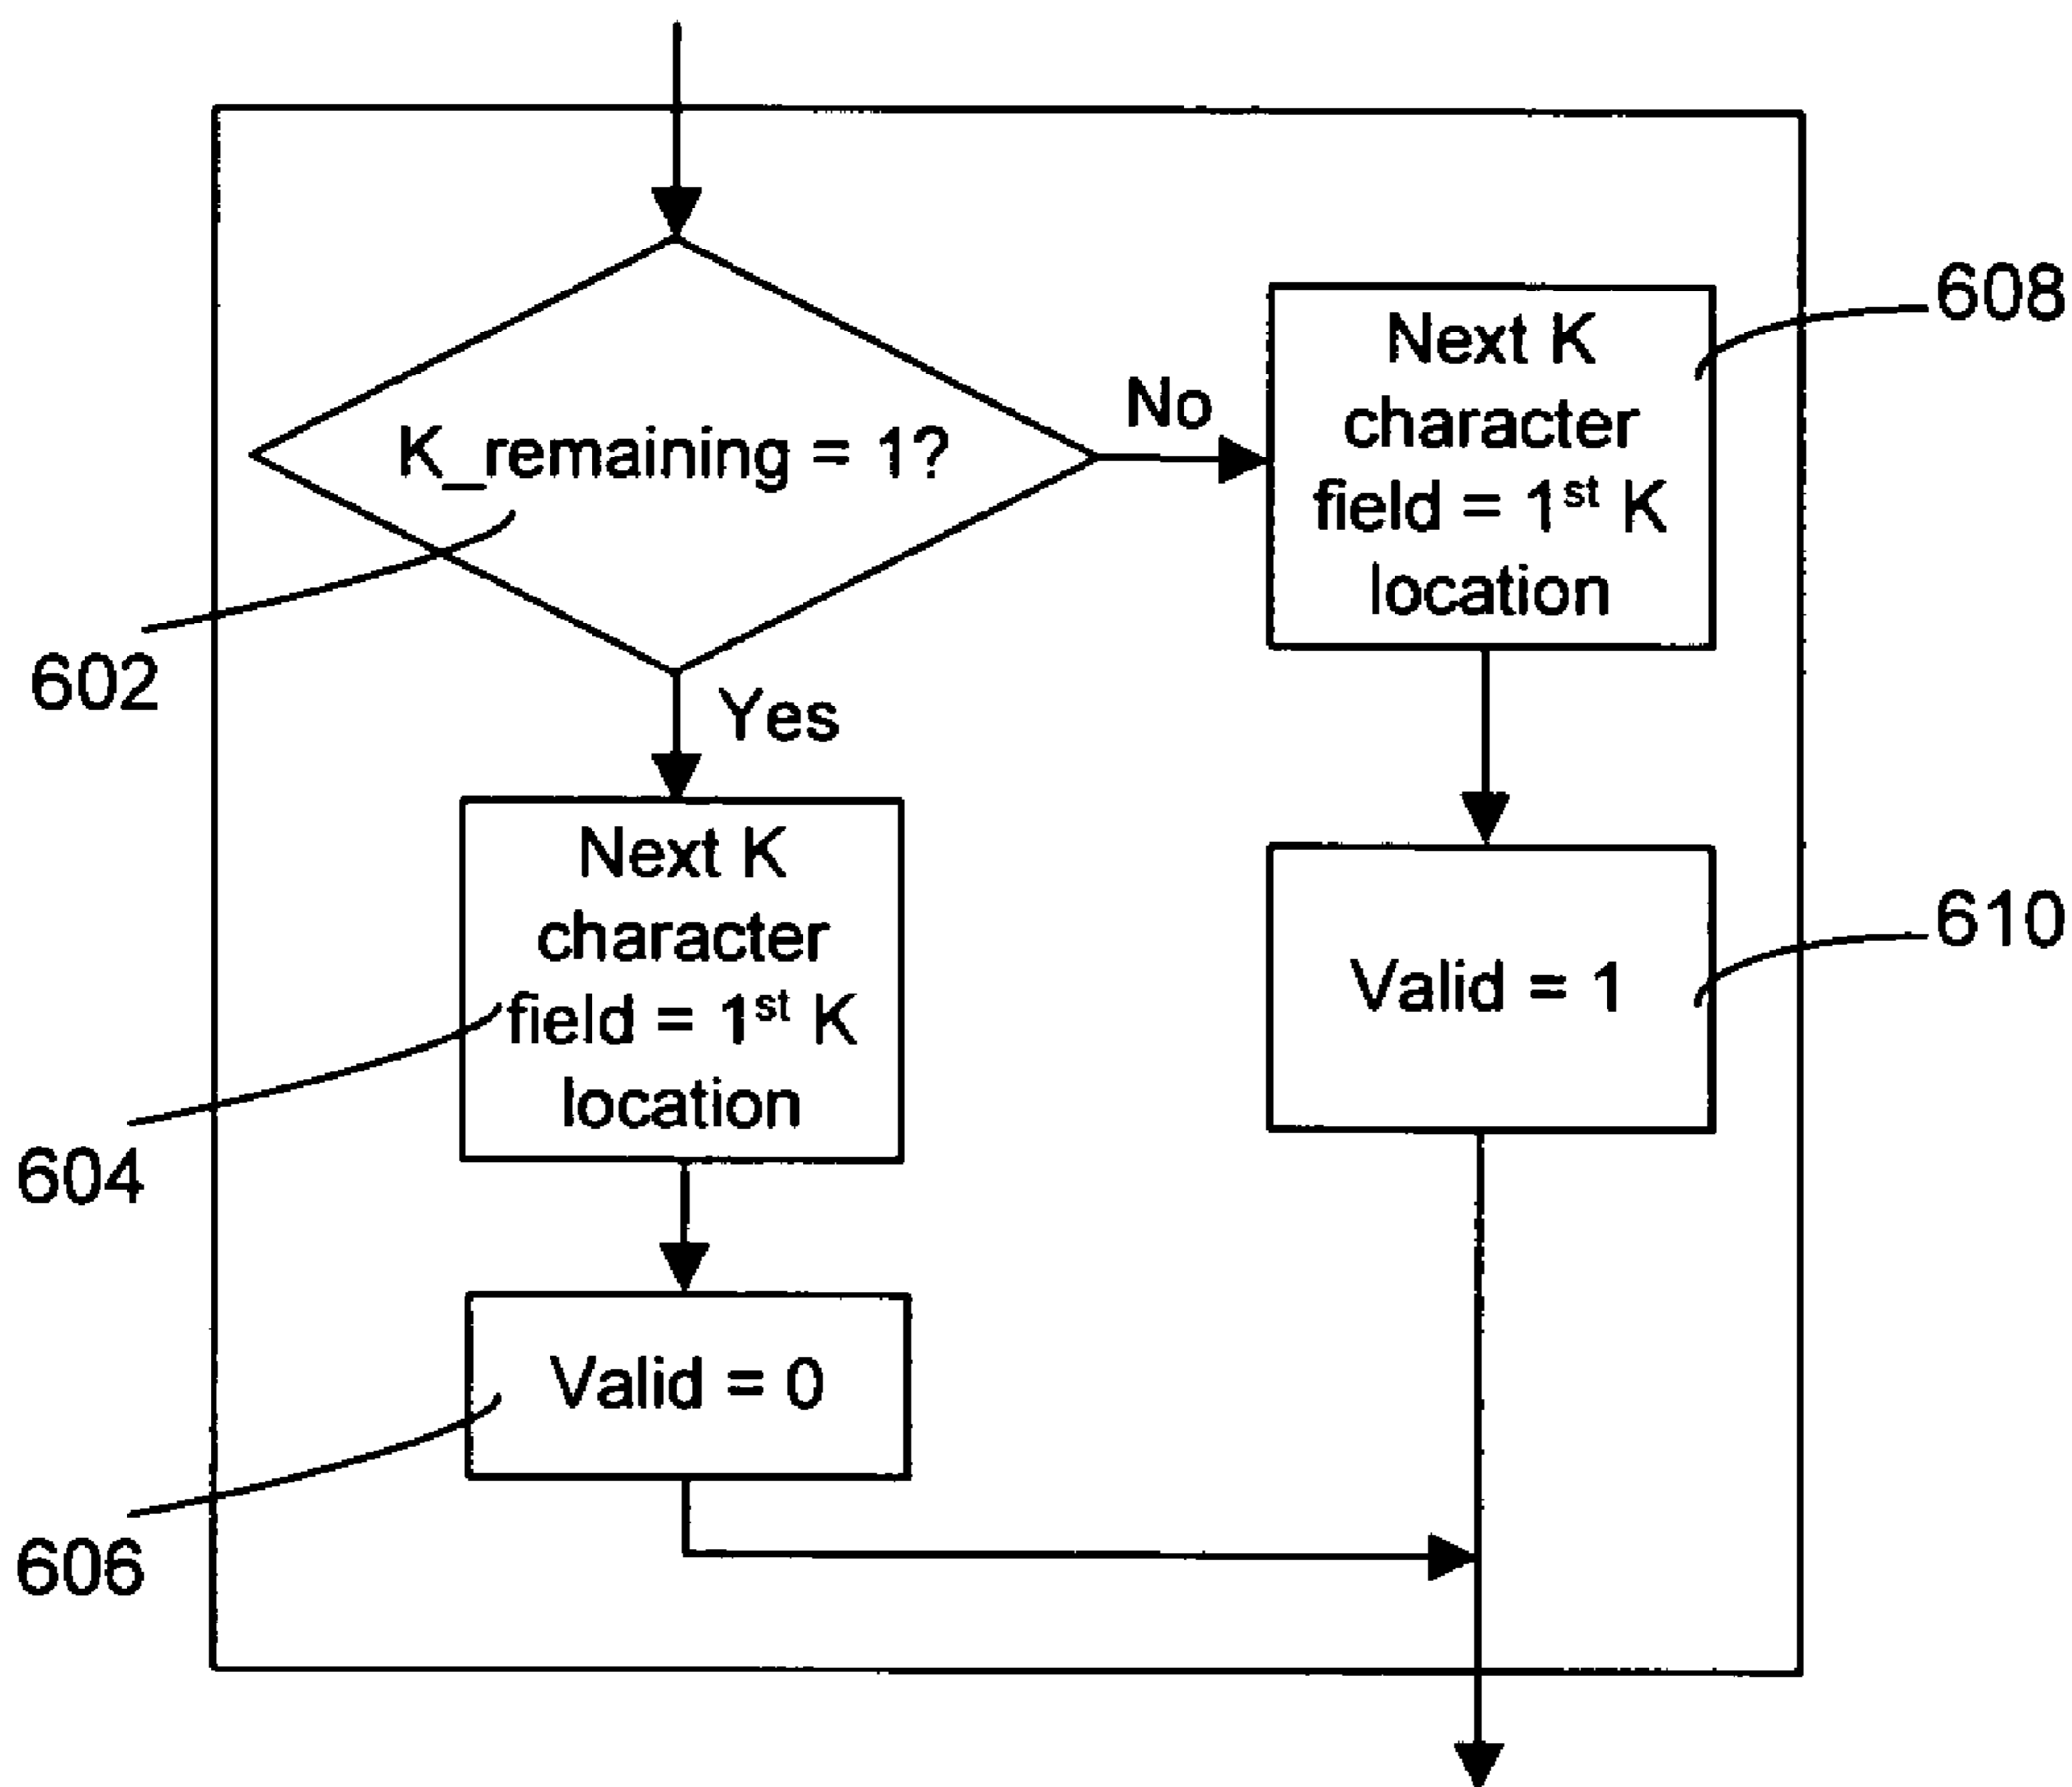 K_remaining = 1?
602
No
Yes
Next K
character
field = 1st K
location
608
Valid = 1
610
Next K
character
field = 1st K
location
604
Valid = 0
606